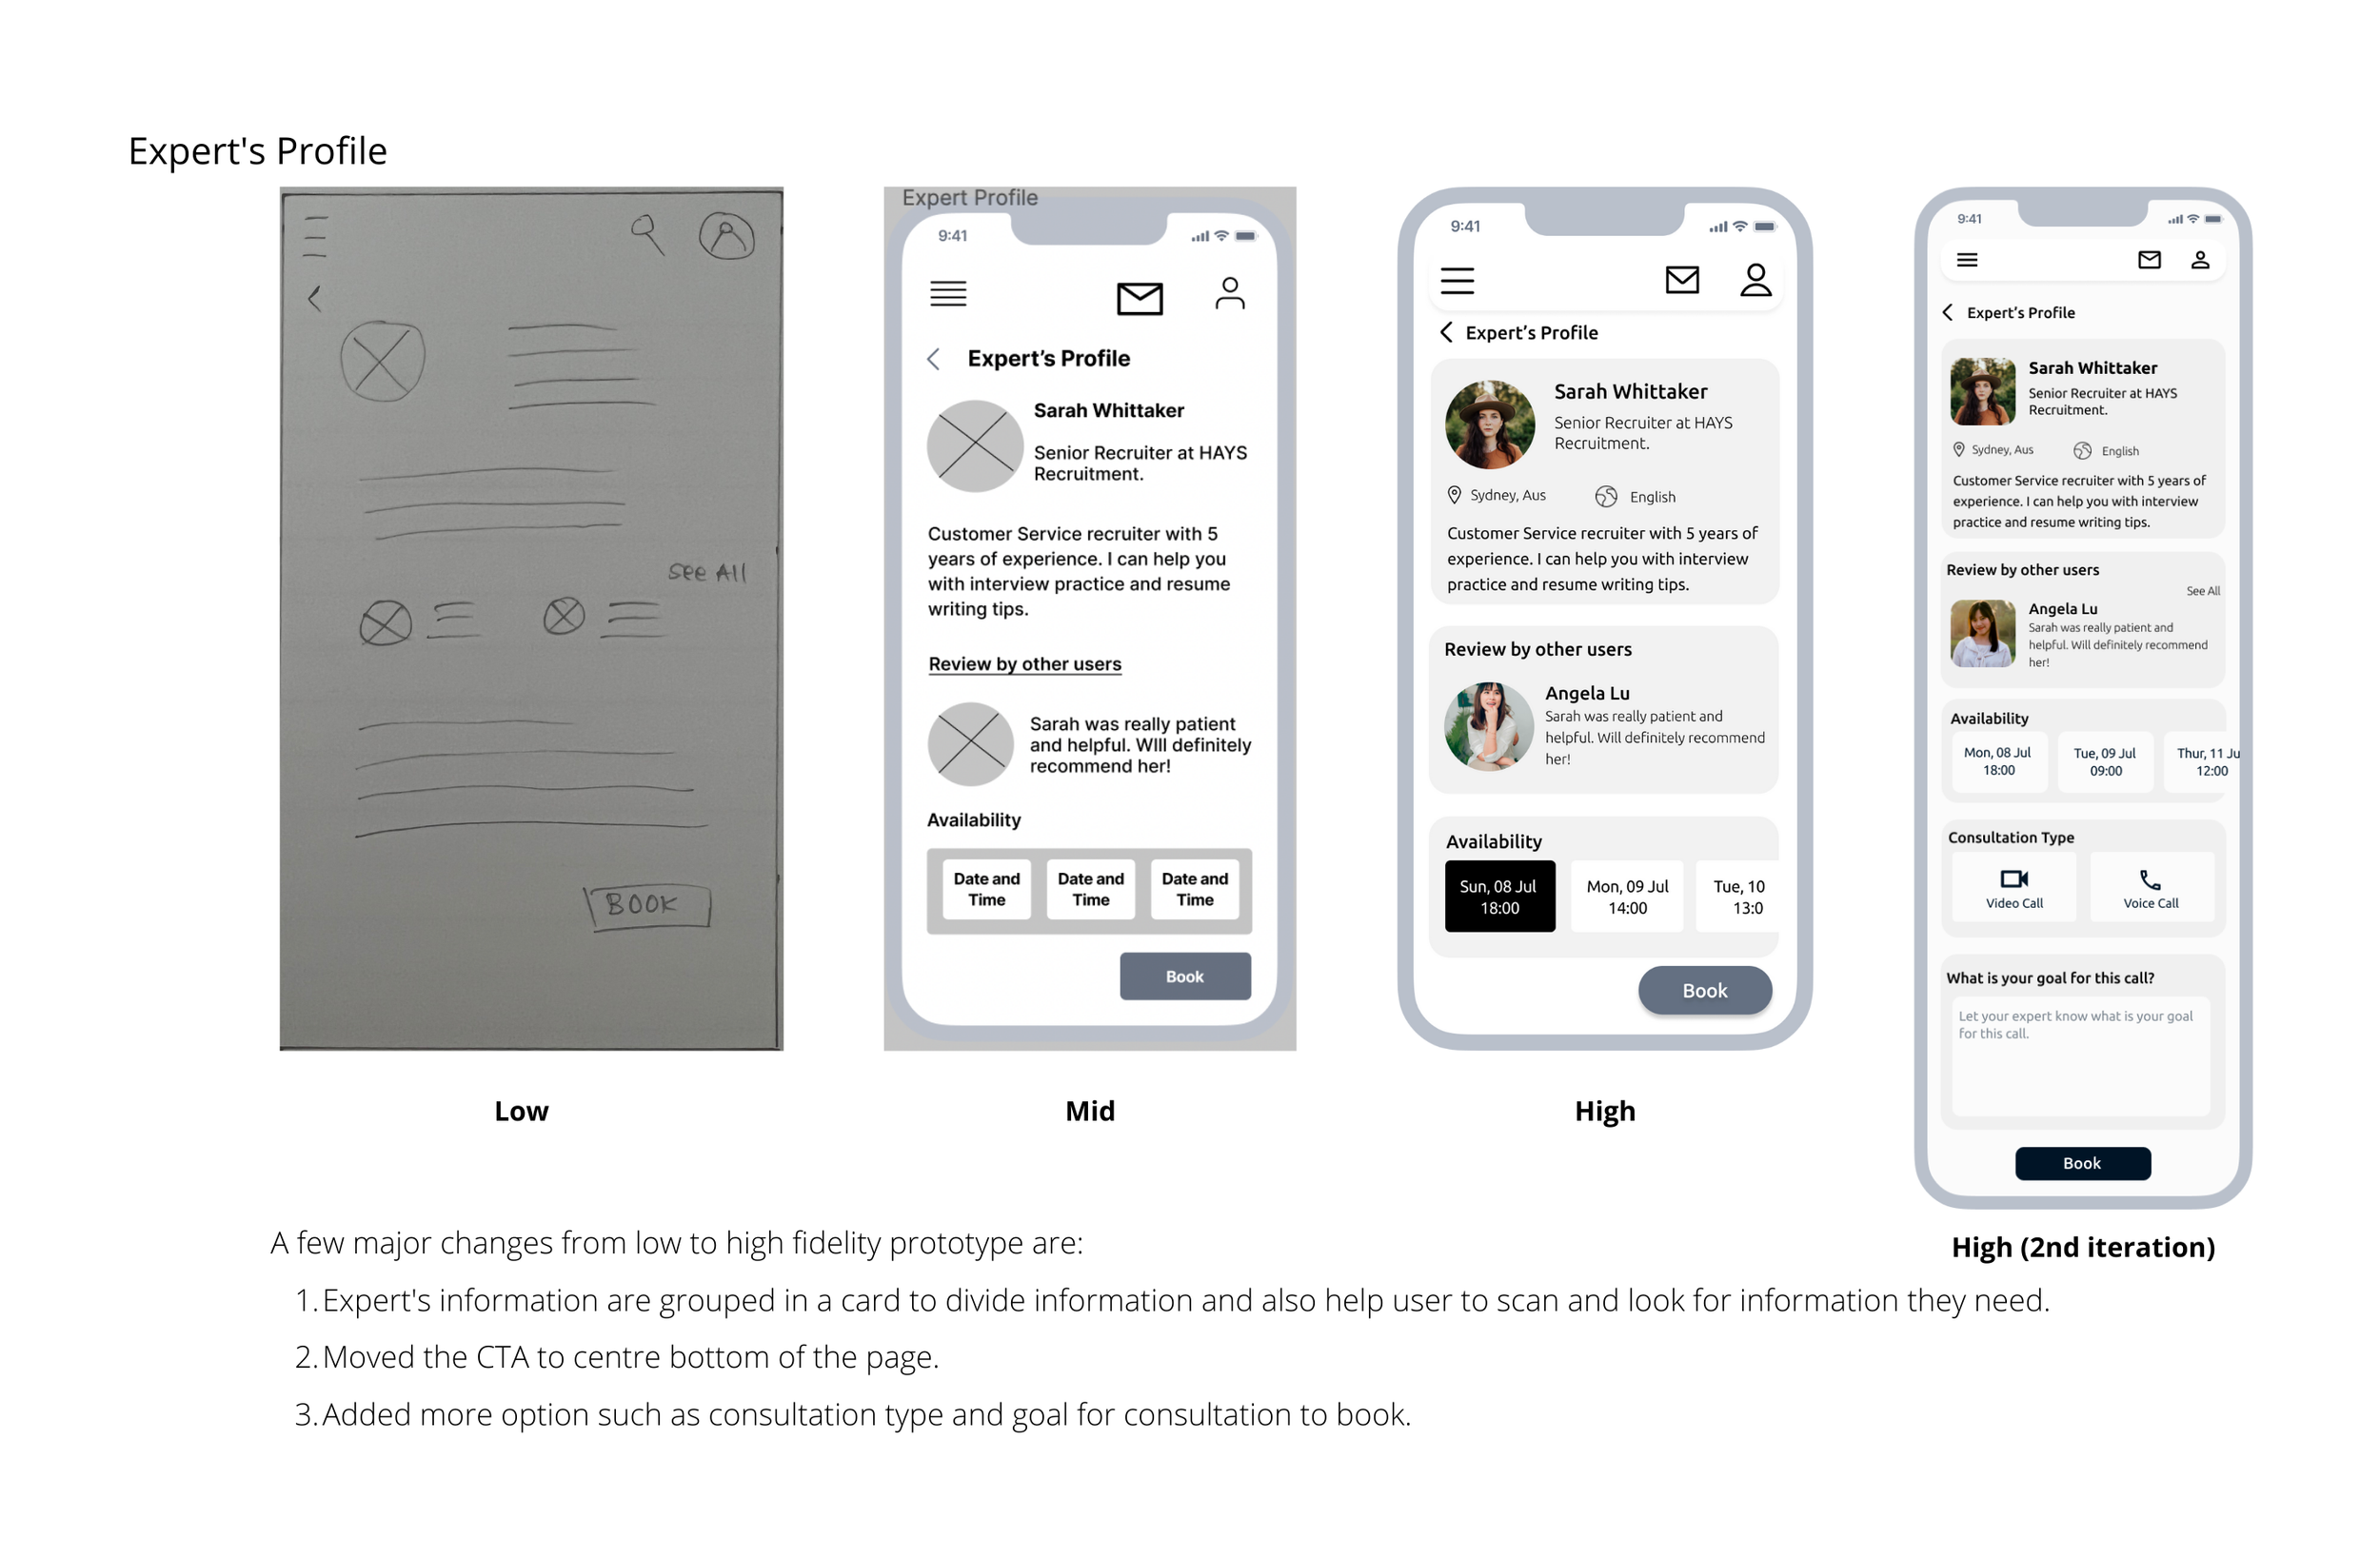 Expert's Profile
See All
BOOK
Low
Expert Profile
9:41
Expert's Profile
Sarah Whittaker
Senior Recruiter at HAYS
Recruitment.
Customer Service recruiter with 5
years of experience. I can help you
with interview practice and resume
writing tips.
Review by other users
Sarah was really patient
and helpful. WIll definitely
recommend her!
Availability
Date and
Time
Date and
Time
Date and
Time
Book
Mid
9:41
Expert's Profile
Sarah Whittaker
Senior Recruiter at HAYS
Recruitment.
Sydney, Aus
English
Customer Service recruiter with 5 years of
experience. I can help you with interview
practice and resume writing tips.
Review by other users
Angela Lu
Sarah was really patient and
helpful. Will definitely recommend
her!
Availability
Sun, 08 Jul
18:00
Mon, 09 Jul
14:00
Tue, 10
13:0
Book
High
9:41
Expert's Profile
Sarah Whittaker
Senior Recruiter at HAYS
Recruitment.
Sydney, Aus
English
Customer Service recruiter with 5 years of
experience. I can help you with interview
practice and resume writing tips.
Review by other users
See All
Angela Lu
Sarah was really patient and
helpful. Will definitely recommend
her!
Availability
Mon, 08 Jul
18:00
Tue, 09 Jul
09:00
Thur, 11 Ju
12:00
Consultation Type
Video Call
Voice Call
What is your goal for this call?
Let your expert know what is your goal
for this call.
Book
High (2nd iteration)
A few major changes from low to high fidelity prototype are:
1. Expert's information are grouped in a card to divide information and also help user to scan and look for information they need.
2. Moved the CTA to centre bottom of the page.
3. Added more option such as consultation type and goal for consultation to book.